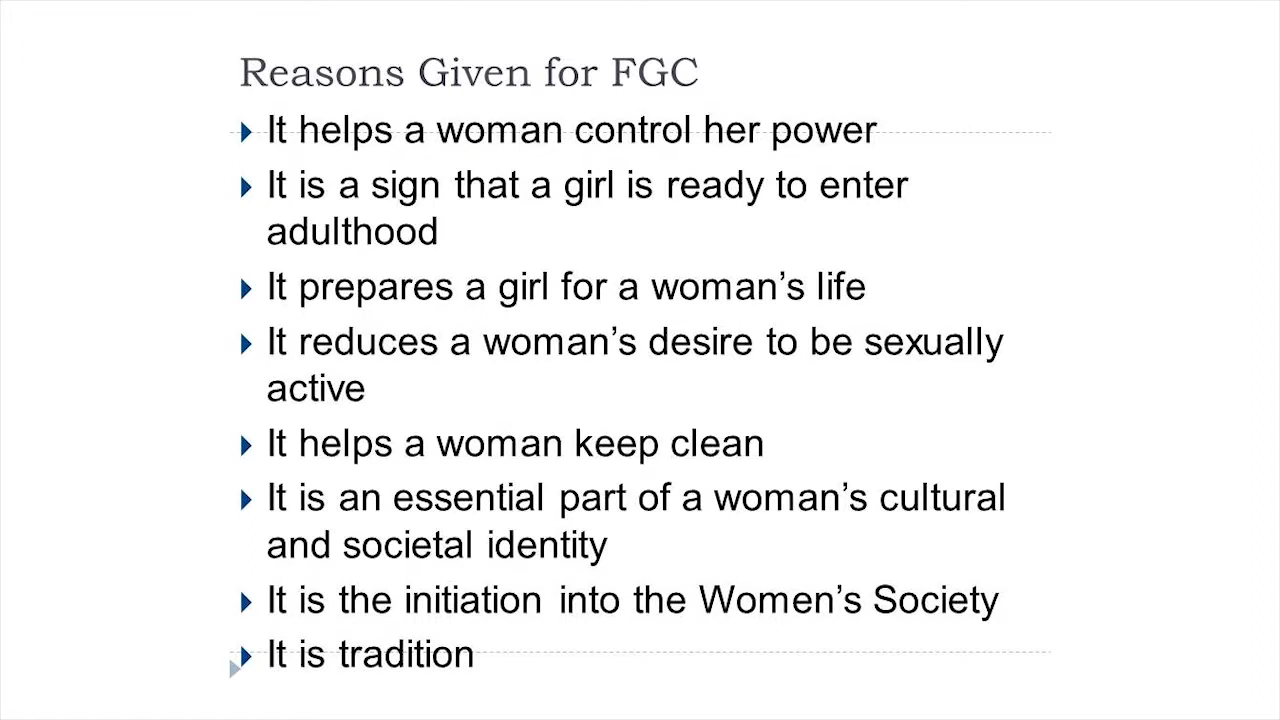 Reasons Given for FGC
It helps a woman control her power
It is a sign that a girl is ready to enter
adulthood
It prepares a girl for a woman’s life
It reduces a woman’s desire to be sexually
active
It helps a woman keep clean
It is an essential part of a woman’s cultural
and societal identity
It is the initiation into the Women’s Society
It is tradition